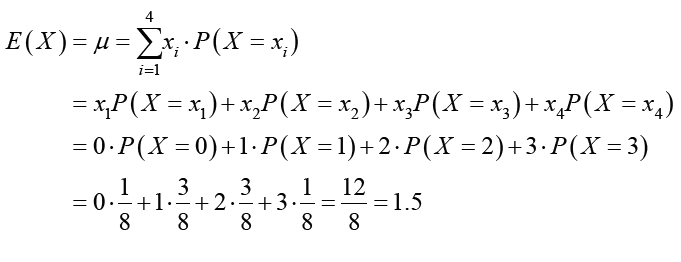 E(X) = μ = ∑_{i=1}^{4} x_i · P(X = x_i)
= x_1P(X = x_1) + x_2P(X = x_2) + x_3P(X = x_3) + x_4P(X = x_4)
= 0 · P(X = 0) + 1 · P(X = 1) + 2 · P(X = 2) + 3 · P(X = 3)
= 0 · 1/8 + 1 · 3/8 + 2 · 3/8 + 3 · 1/8 = 12/8 = 1.5